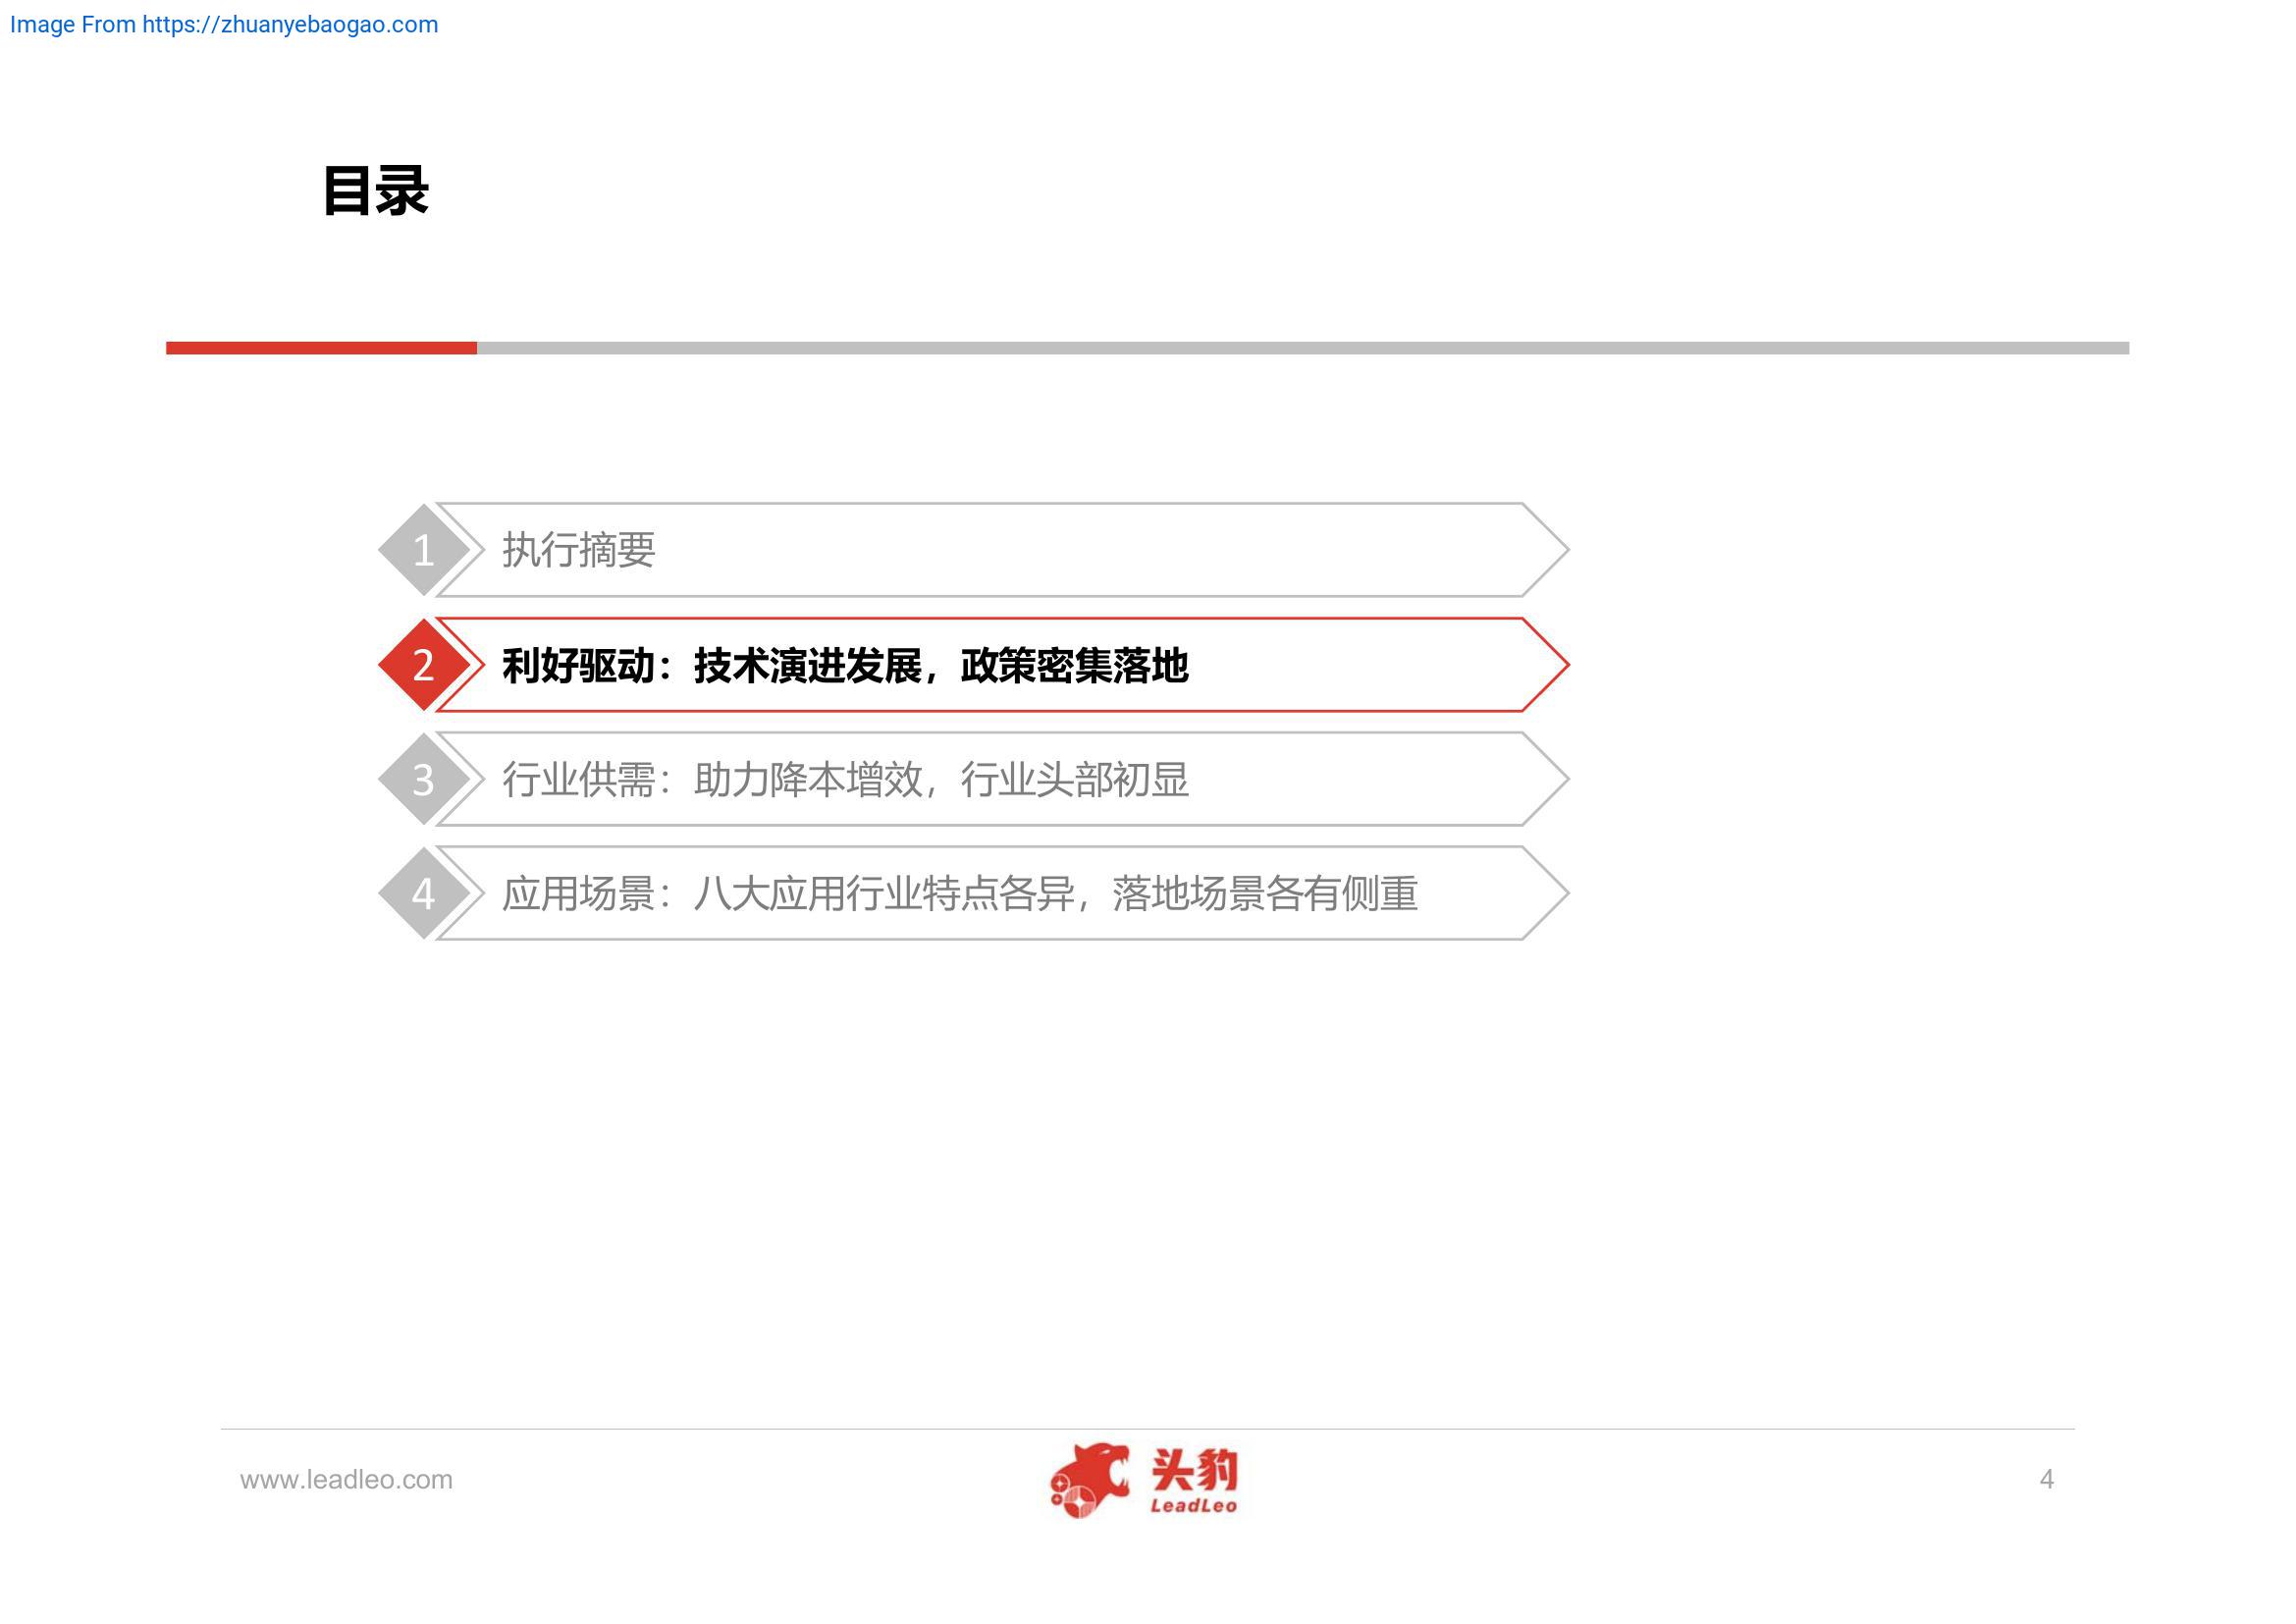 Image From https://zhuanyebaogao.com
目录
1 执行摘要
2 利好驱动：技术演进发展，政策密集落地
3 行业供需：助力降本增效，行业头部初显
4 应用场景：八大应用行业特点各异，落地场景各有侧重
www.leadleo.com
头豹
LeadLeo
4